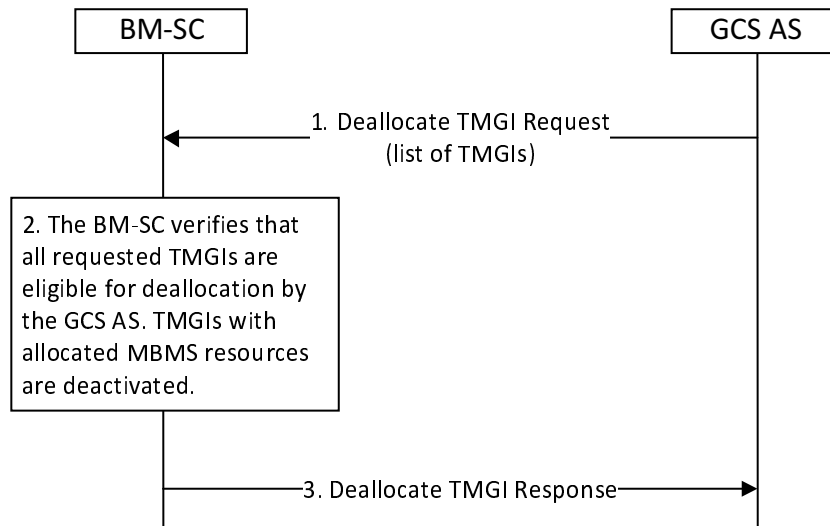 BM-SC
GCS AS
1. Deallocate TMGI Request
(list of TMGIs)
2. The BM-SC verifies that
all requested TMGIs are
eligible for deallocation by
the GCS AS. TMGIs with
allocated MBMS resources
are deactivated.
3. Deallocate TMGI Response